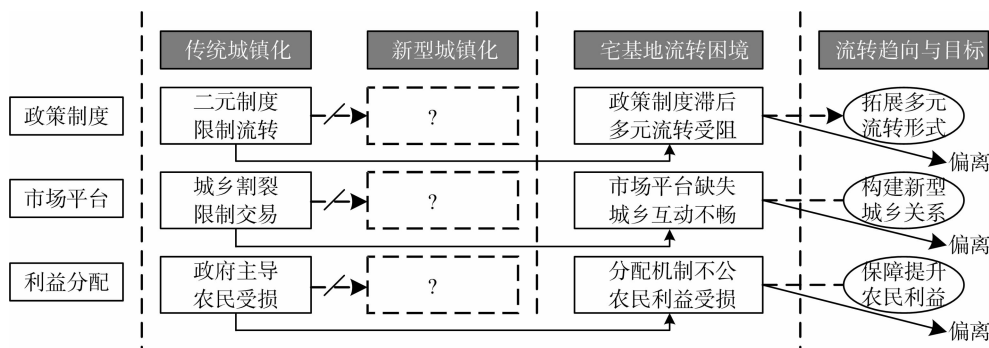 传统城镇化
新型城镇化
宅基地流转困境
流转趋向与目标
政策制度
二元制度
限制流转
?
政策制度滞后
多元流转受阻
拓展多元
流转形式
偏离
市场平台
城乡割裂
限制交易
?
市场平台缺失
城乡互动不畅
构建新型
城乡关系
偏离
利益分配
政府主导
农民受损
?
分配机制不公
农民利益受损
保障提升
农民利益
偏离